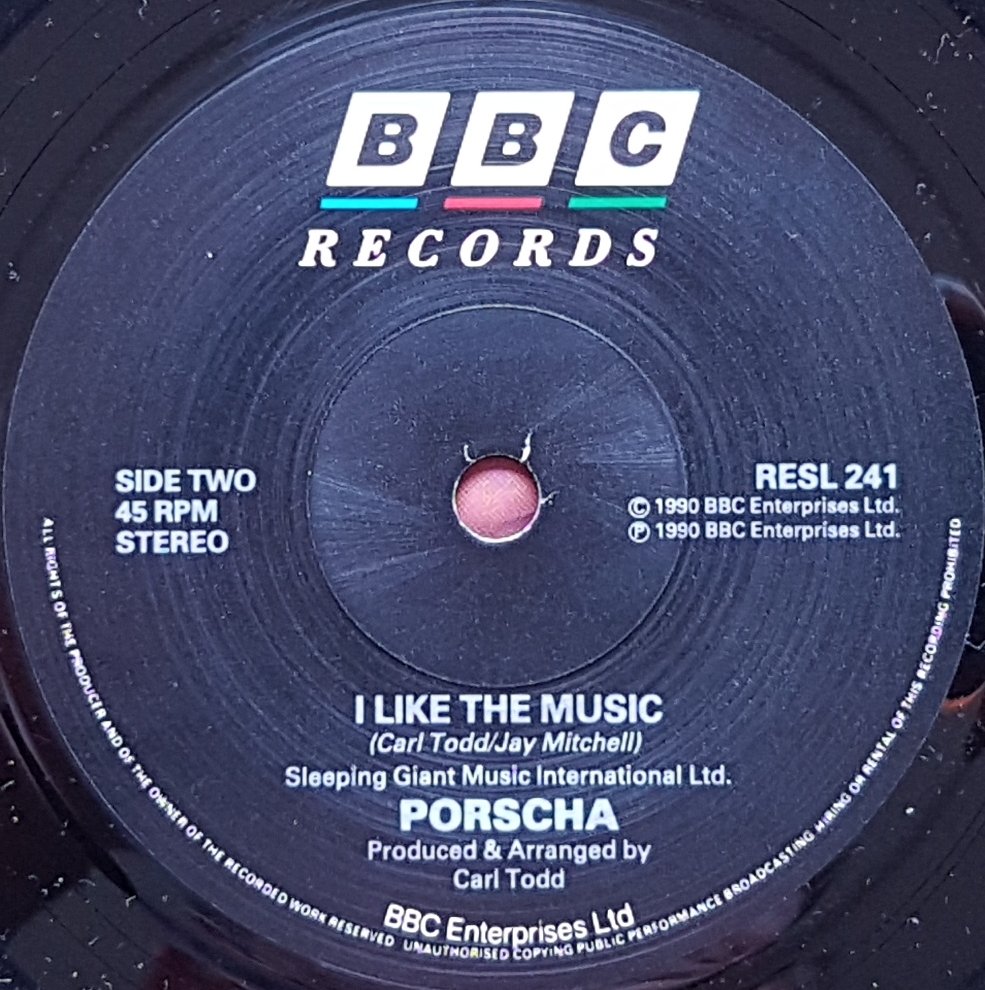 BBC
RECORDS
SIDE TWO
45 RPM
STEREO
RESL 241
© 1990 BBC Enterprises Ltd.
℗ 1990 BBC Enterprises Ltd.
I LIKE THE MUSIC
(Carl Todd/Jay Mitchell)
Sleeping Giant Music International Ltd.
PORSCHA
Produced & Arranged by
Carl Todd
BBC Enterprises Ltd
ALL RIGHTS OF THE PRODUCER AND OF THE OWNER OF THE RECORDED WORK RESERVED UNAUTHORISED COPYING PUBLIC PERFORMANCE BROADCASTING HIRING OR RENTAL OF THIS RECORDING PROHIBITED